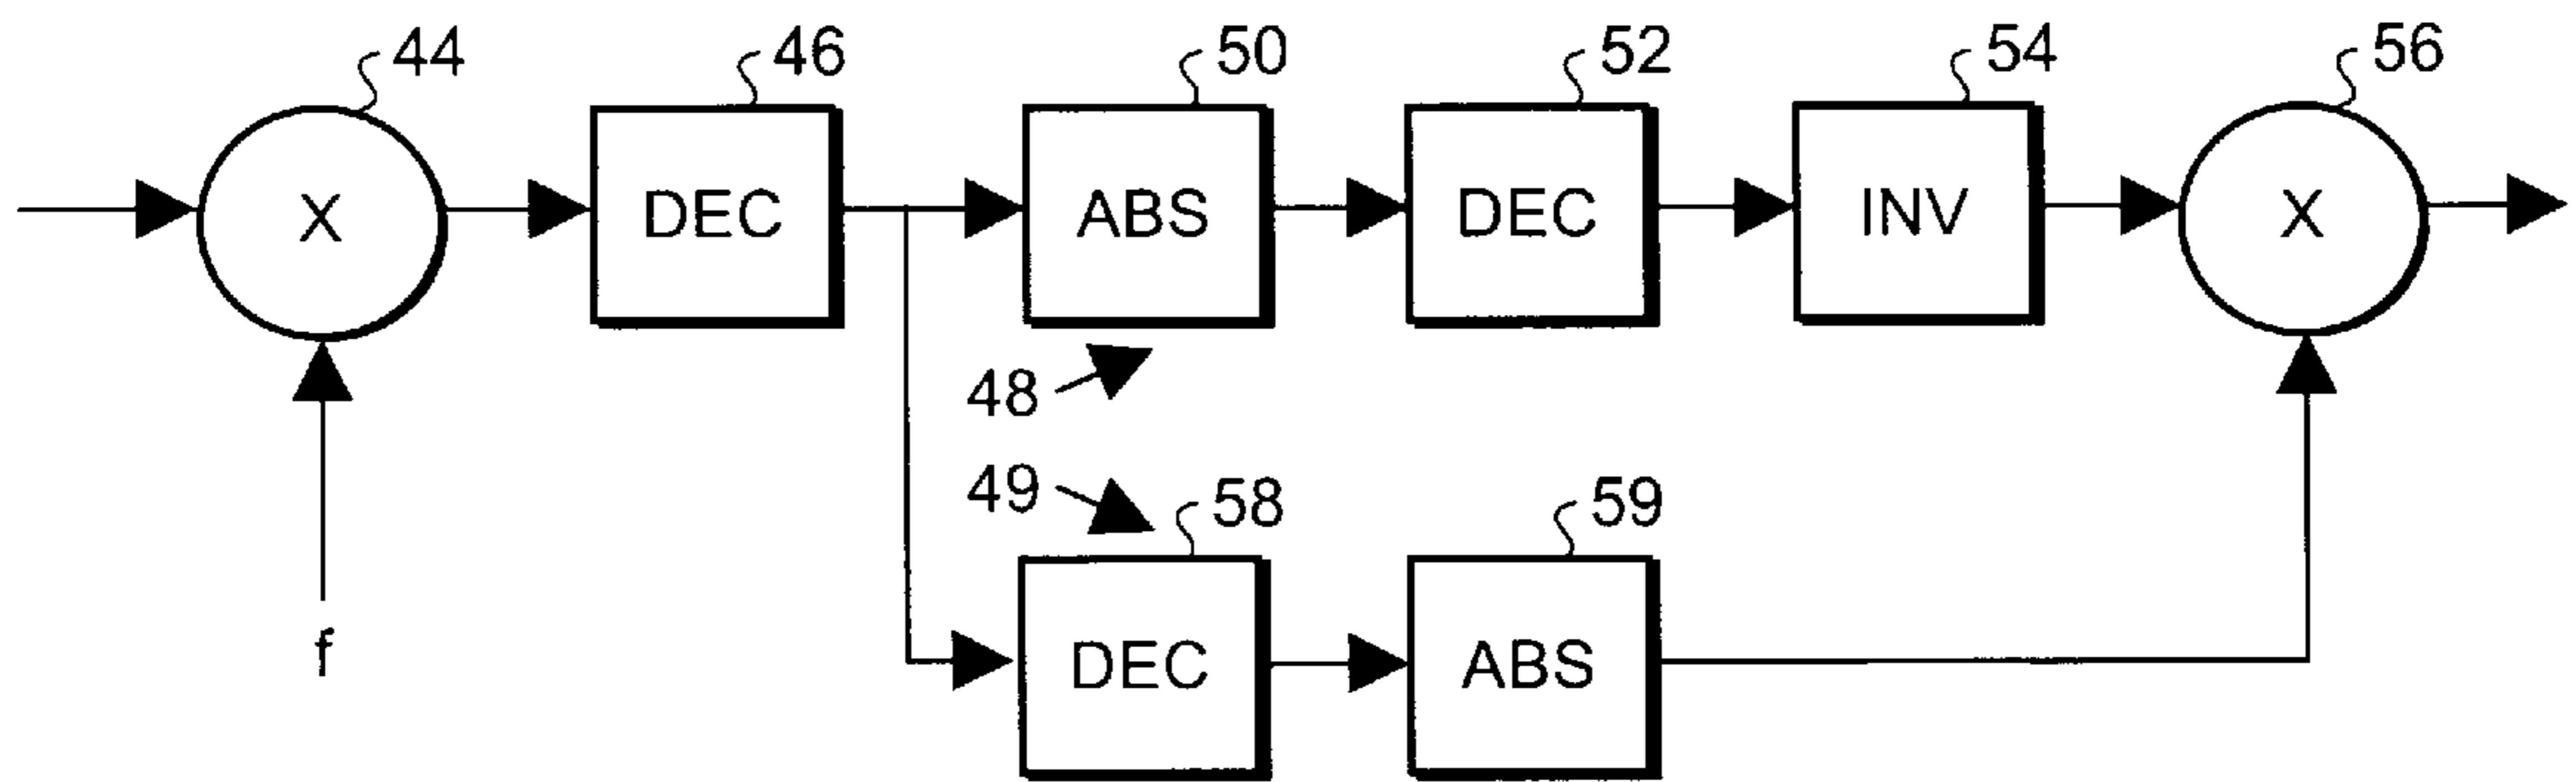 44 46 50 52 54 56
X DEC ABS DEC INV X
48
49 58 59
f DEC ABS